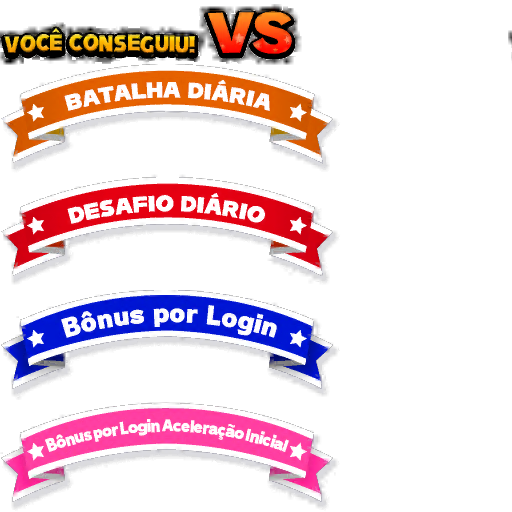 VOCÊ CONSEGUIU!
VS
BATALHA DIÁRIA
DESAFIO DIÁRIO
Bônus por Login
Bônus por Login Aceleração Inicial